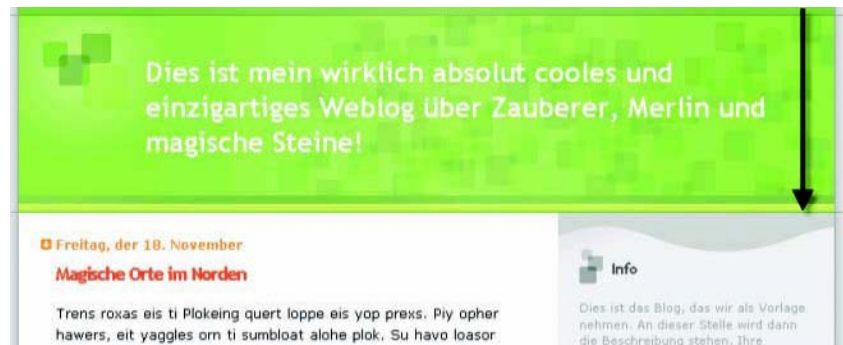 Dies ist mein wirklich absolut cooles und
einzigartiges Weblog über Zauberer, Merlin und
magische Steine!
Freitag, der 18. November
Magische Orte im Norden
Trens roxas eis ti Plokeing quert loppe eis yop prexs. Piy opher
hawers, eit yaggles orn ti sumbloat alohe plok. Su havo loasor
Info
Dies ist das Blog, das wir als Vorlage
nehmen. An dieser Stelle wird dann
die Beschreibung stehen. Ihre